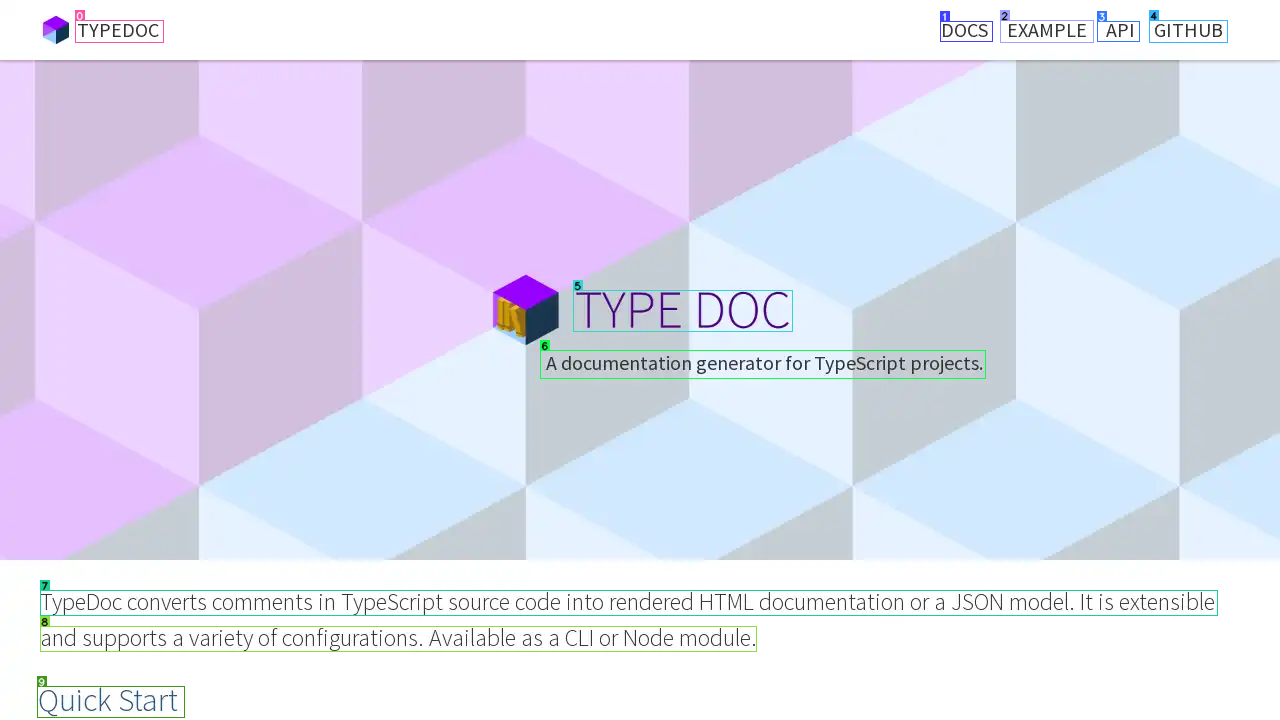 TYPEDOC
DOCS EXAMPLE API GITHUB
TYPE DOC
A documentation generator for TypeScript projects.
TypeDoc converts comments in TypeScript source code into rendered HTML documentation or a JSON model. It is extensible
and supports a variety of configurations. Available as a CLI or Node module.
Quick Start
0
1
2
3
4
5
6
7
8
9